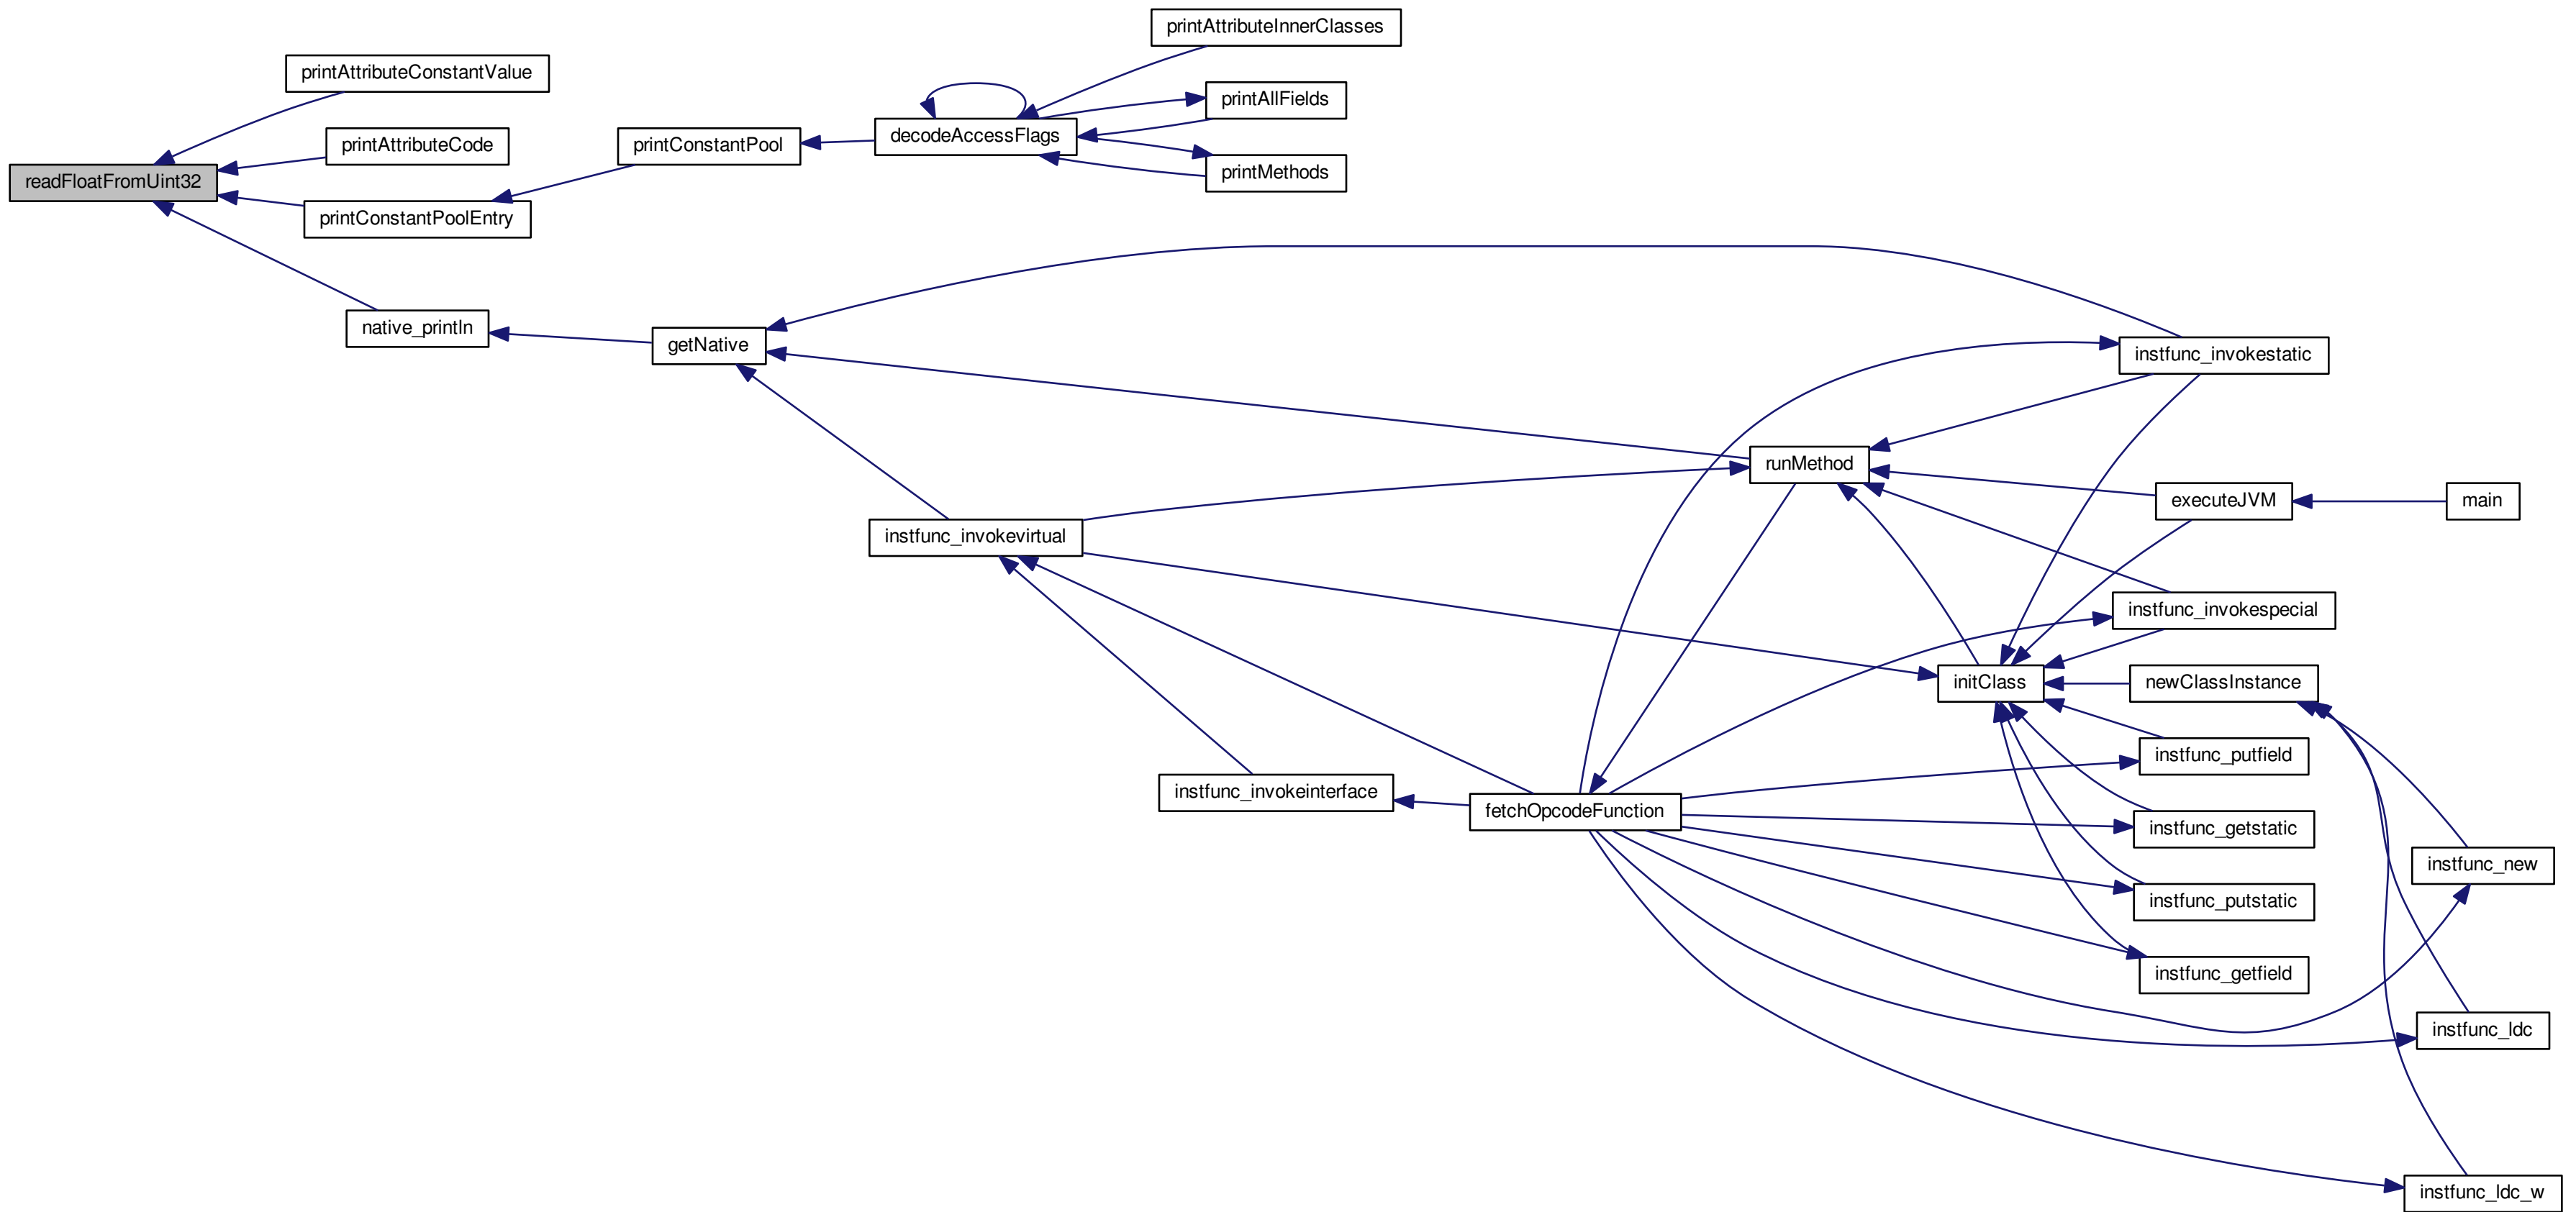 printAttributeInnerClasses
printAttributeConstantValue
printAllFields
decodeAccessFlags
printAttributeCode
printConstantPool
printMethods
readFloatFromUint32
printConstantPoolEntry
native_println
getNative
instfunc_invokestatic
runMethod
executeJVM
main
instfunc_invokevirtual
instfunc_invokespecial
initClass
newClassInstance
instfunc_putfield
instfunc_invokeinterface
fetchOpcodeFunction
instfunc_getstatic
instfunc_new
instfunc_putstatic
instfunc_getfield
instfunc_ldc
instfunc_ldc_w